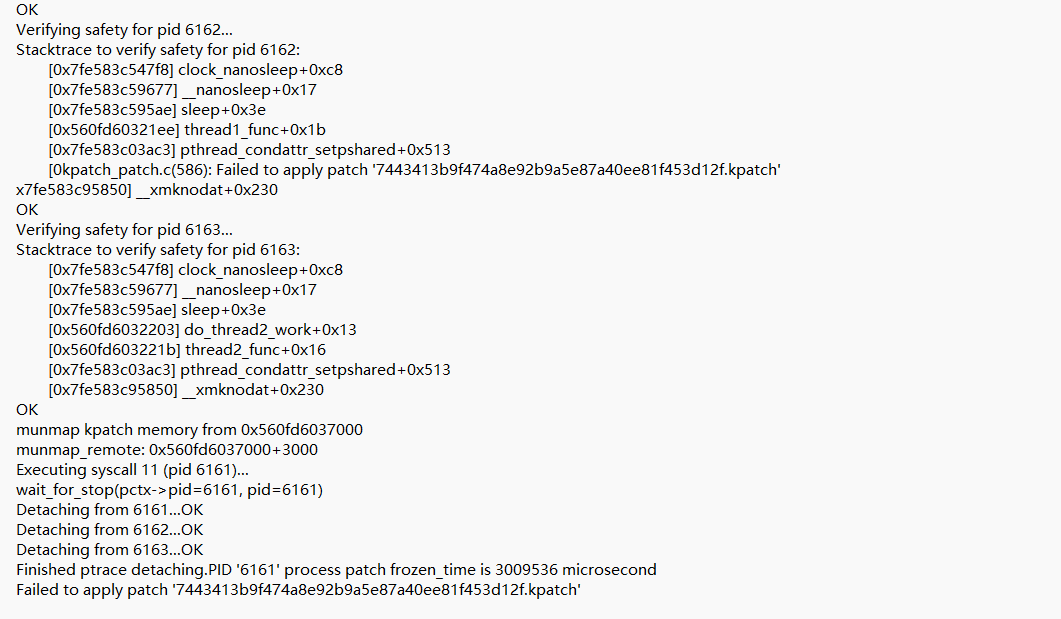 OK
Verifying safety for pid 6162...
Stacktrace to verify safety for pid 6162:
[0x7fe583c547f8] clock_nanosleep+0xc8
[0x7fe583c59677] __nanosleep+0x17
[0x7fe583c595ae] sleep+0x3e
[0x560fd60321ee] thread1_func+0x1b
[0x7fe583c03ac3] pthread_condattr_setpshared+0x513
[0kpatch_patch.c(586): Failed to apply patch '7443413b9f474a8e92b9a5e87a40ee81f453d12f.kpatch'
x7fe583c95850] __xmknodat+0x230
OK
Verifying safety for pid 6163...
Stacktrace to verify safety for pid 6163:
[0x7fe583c547f8] clock_nanosleep+0xc8
[0x7fe583c59677] __nanosleep+0x17
[0x7fe583c595ae] sleep+0x3e
[0x560fd6032203] do_thread2_work+0x13
[0x560fd603221b] thread2_func+0x16
[0x7fe583c03ac3] pthread_condattr_setpshared+0x513
[0x7fe583c95850] __xmknodat+0x230
OK
munmap kpatch memory from 0x560fd6037000
munmap_remote: 0x560fd6037000+3000
Executing syscall 11 (pid 6161)...
wait_for_stop(pctx->pid=6161, pid=6161)
Detaching from 6161...OK
Detaching from 6162...OK
Detaching from 6163...OK
Finished ptrace detaching.PID '6161' process patch frozen_time is 3009536 microsecond
Failed to apply patch '7443413b9f474a8e92b9a5e87a40ee81f453d12f.kpatch'